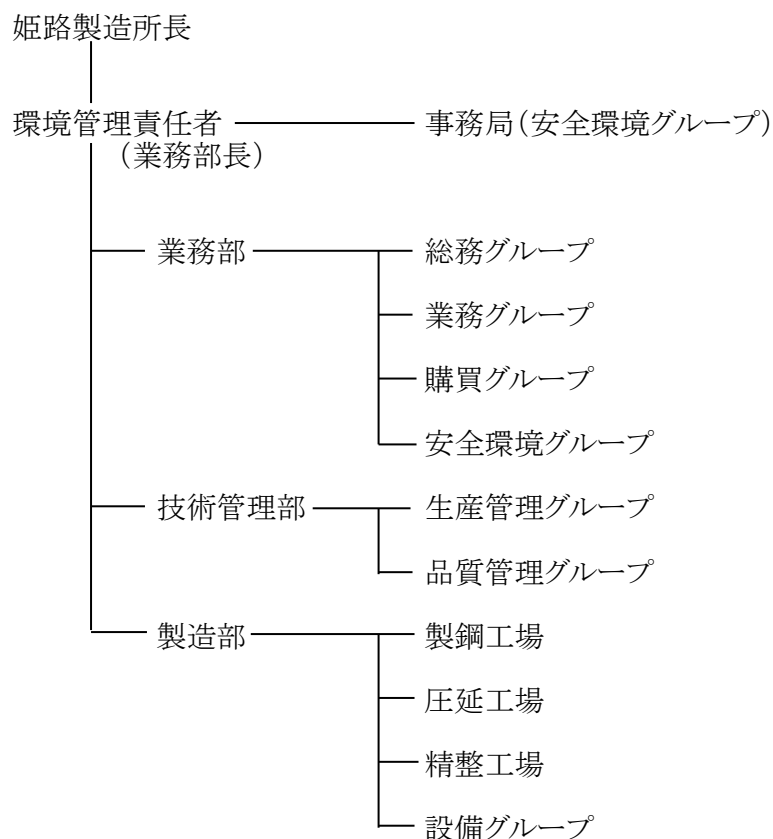 姫路製造所長
環境管理責任者 事務局(安全環境グループ)
(業務部長)
業務部 総務グループ
業務グループ
購買グループ
安全環境グループ
技術管理部 生産管理グループ
品質管理グループ
製造部 製鋼工場
圧延工場
精整工場
設備グループ